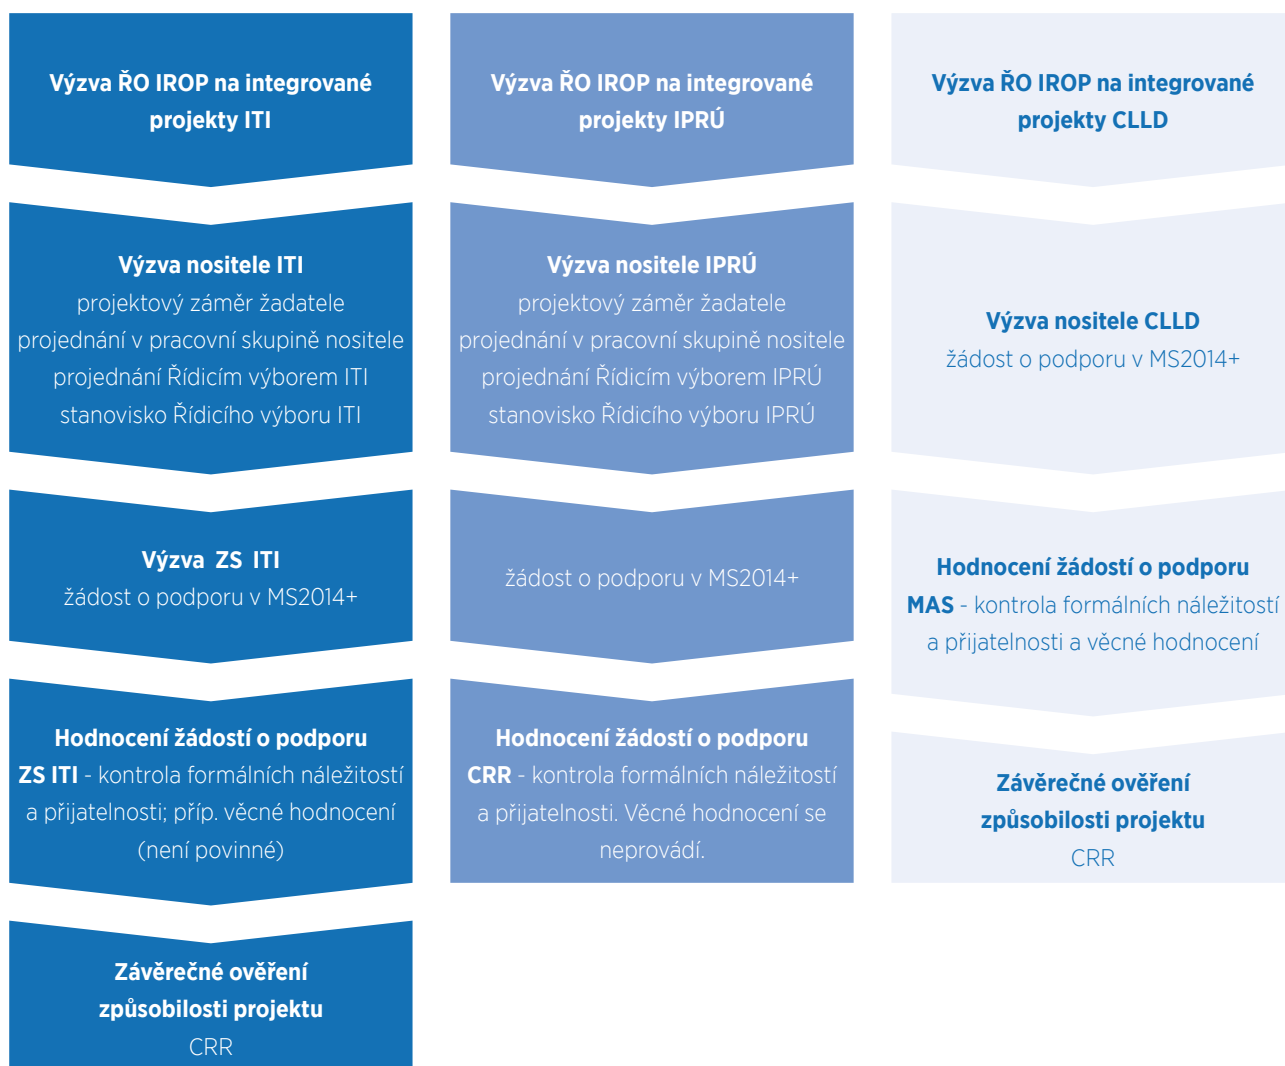 Výzva ŘO IROP na integrované
projekty ITI
Výzva nositele ITI
projektový záměr žadatele
projednání v pracovní skupině nositele
projednání Řídicím výborem ITI
stanovisko Řídicího výboru ITI
Výzva ZS ITI
žádost o podporu v MS2014+
Hodnocení žádostí o podporu
ZS ITI - kontrola formálních náležitostí
a přijatelnosti; příp. věcné hodnocení
(není povinné)
Závěrečné ověření
způsobilosti projektu
CRR
Výzva ŘO IROP na integrované
projekty IPRÚ
Výzva nositele IPRÚ
projektový záměr žadatele
projednání v pracovní skupině nositele
projednání Řídicím výborem IPRÚ
stanovisko Řídicího výboru IPRÚ
žádost o podporu v MS2014+
Hodnocení žádostí o podporu
CRR - kontrola formálních náležitostí
a přijatelnosti. Věcné hodnocení se
neprovádí.
Výzva ŘO IROP na integrované
projekty CLLD
Výzva nositele CLLD
žádost o podporu v MS2014+
Hodnocení žádostí o podporu
MAS - kontrola formálních náležitostí
a přijatelnosti a věcné hodnocení
Závěrečné ověření
způsobilosti projektu
CRR